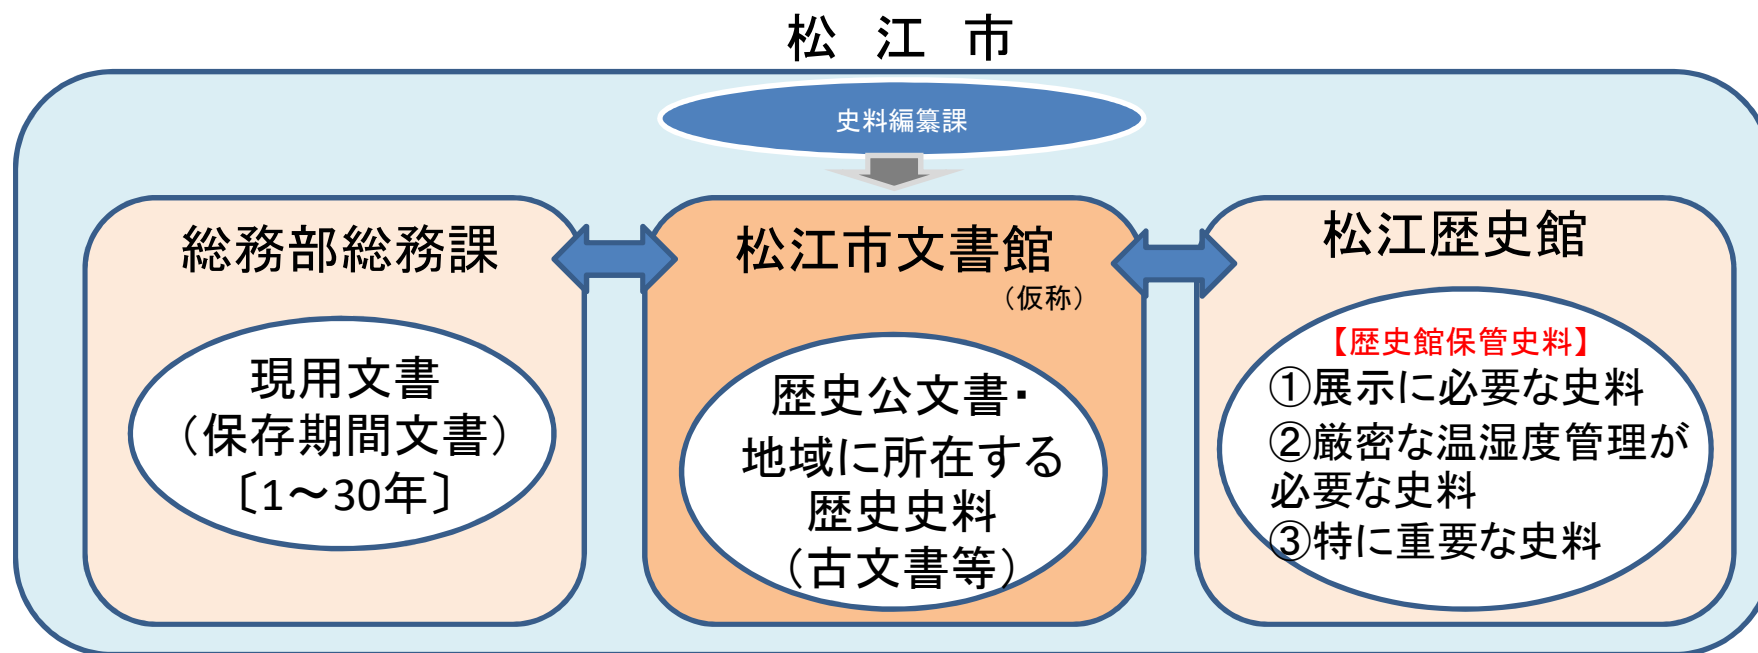 松 江 市
史料編纂課
総務部総務課
現用文書
（保存期間文書）
〔1～30年〕
松江市文書館
（仮称）
歴史公文書・
地域に所在する
歴史史料
（古文書等）
松江歴史館
【歴史館保管史料】
①展示に必要な史料
②厳密な温湿度管理が
必要な史料
③特に重要な史料